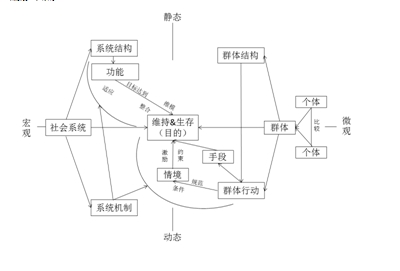 静态
系统结构
功能
群体结构
适应
目标达到
维模
整合
宏观
社会系统
维持&生存
（目的）
群体
个体
比较
个体
微观
手段
激励
约束
情境
规范
条件
群体行动
系统机制
动态